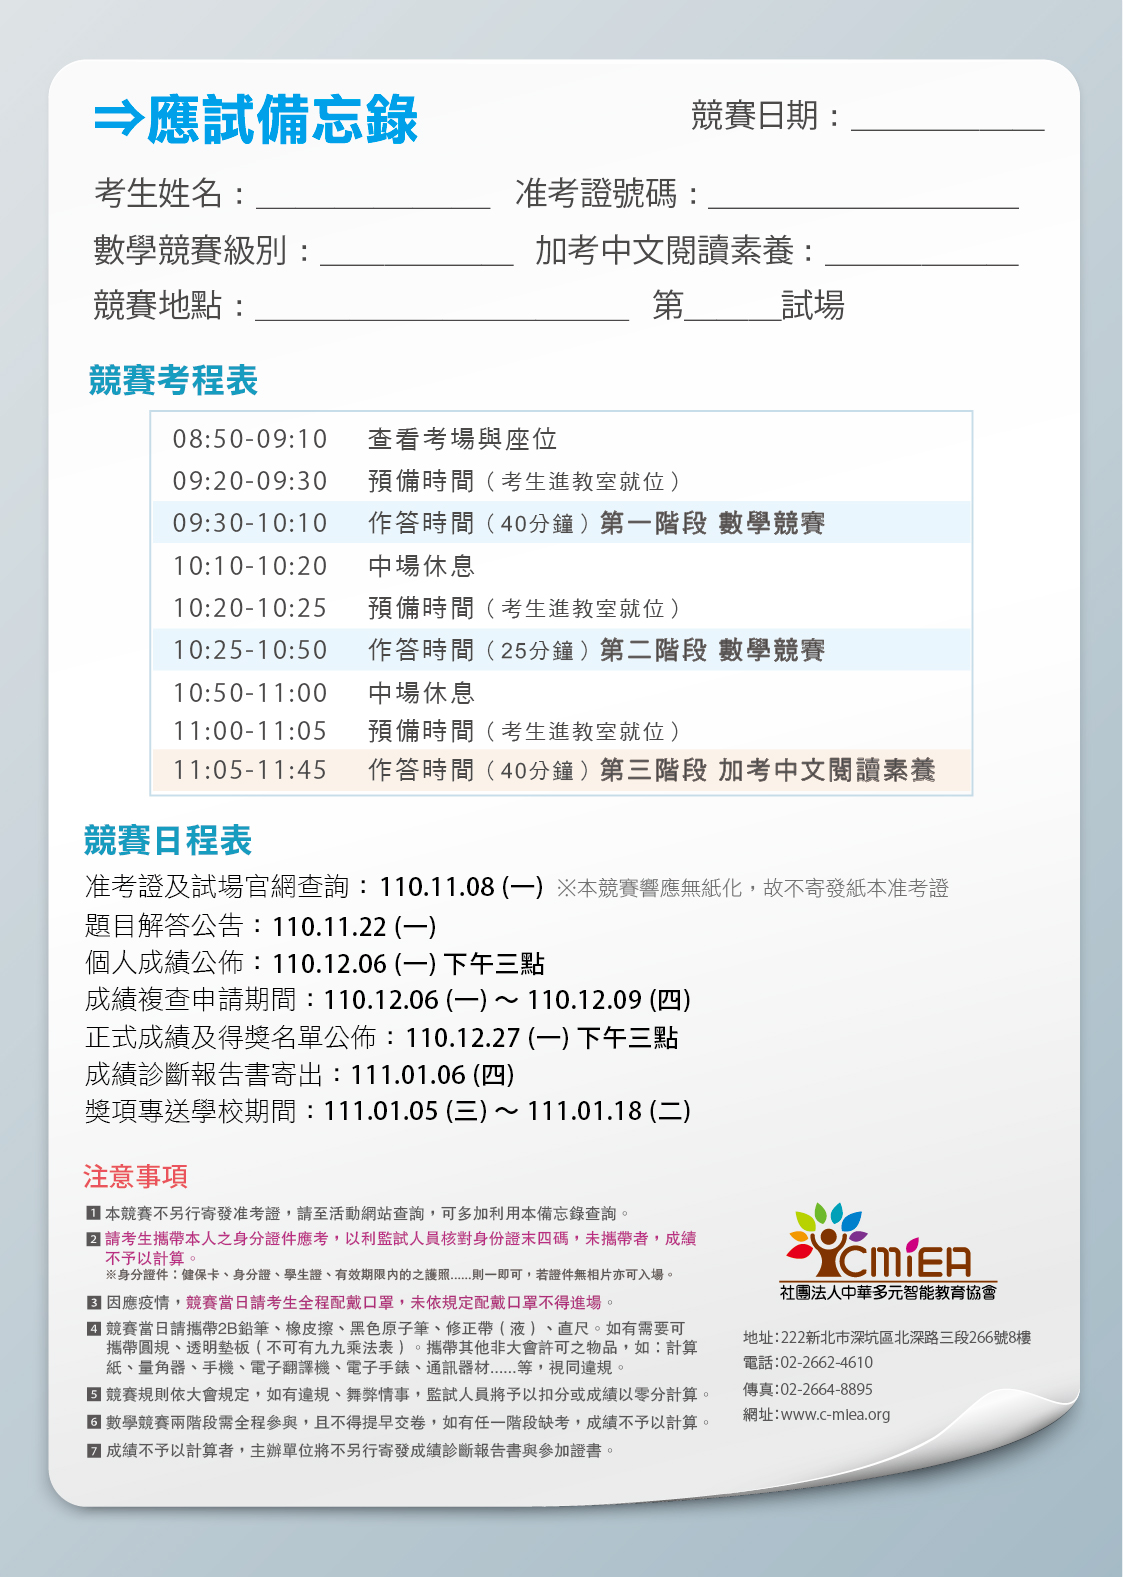 ⇒應試備忘錄
競賽日期：____________
考生姓名：______________ 准考證號碼：___________________
數學競賽級別：____________ 加考中文閱讀素養：____________
競賽地點：_______________________ 第______試場
競賽考程表
08:50-09:10 查看考場與座位
09:20-09:30 預備時間（考生進教室就位）
09:30-10:10 作答時間（40分鐘）第一階段 數學競賽
10:10-10:20 中場休息
10:20-10:25 預備時間（考生進教室就位）
10:25-10:50 作答時間（25分鐘）第二階段 數學競賽
10:50-11:00 中場休息
11:00-11:05 預備時間（考生進教室就位）
11:05-11:45 作答時間（40分鐘）第三階段 加考中文閱讀素養
競賽日程表
准考證及試場官網查詢：110.11.08 (一) ※本競賽響應無紙化，故不寄發紙本准考證
題目解答公告：110.11.22 (一)
個人成績公佈：110.12.06 (一) 下午三點
成績複查申請期間：110.12.06 (一) ～ 110.12.09 (四)
正式成績及得獎名單公佈：110.12.27 (一) 下午三點
成績診斷報告書寄出：111.01.06 (四)
獎項專送學校期間：111.01.05 (三) ～ 111.01.18 (二)
注意事項
1 本競賽不另行寄發准考證，請至活動網站查詢，可多加利用本備忘錄查詢。
2 請考生攜帶本人之身分證件應考，以利監試人員核對身份證末四碼，未攜帶者，成績
不予以計算。
※身分證件：健保卡、身分證、學生證、有效期限內的之護照......則一即可，若證件無相片亦可入場。
3 因應疫情，競賽當日請考生全程配戴口罩，未依規定配戴口罩不得進場。
4 競賽當日請攜帶2B鉛筆、橡皮擦、黑色原子筆、修正帶（液）、直尺。如有需要可
攜帶圓規、透明墊板（不可有九九乘法表）。攜帶其他非大會許可之物品，如：計算
紙、量角器、手機、電子翻譯機、電子手錶、通訊器材......等，視同違規。
5 競賽規則依大會規定，如有違規、舞弊情事，監試人員將予以扣分或成績以零分計算。
6 數學競賽兩階段需全程參與，且不得提早交卷，如有任一階段缺考，成績不予以計算。
7 成績不予以計算者，主辦單位將不另行寄發成績診斷報告書與參加證書。
CMIEA
社團法人中華多元智能教育協會
地址:222新北市深坑區北深路三段266號8樓
電話:02-2662-4610
傳真:02-2664-8895
網址:www.c-mIea.org